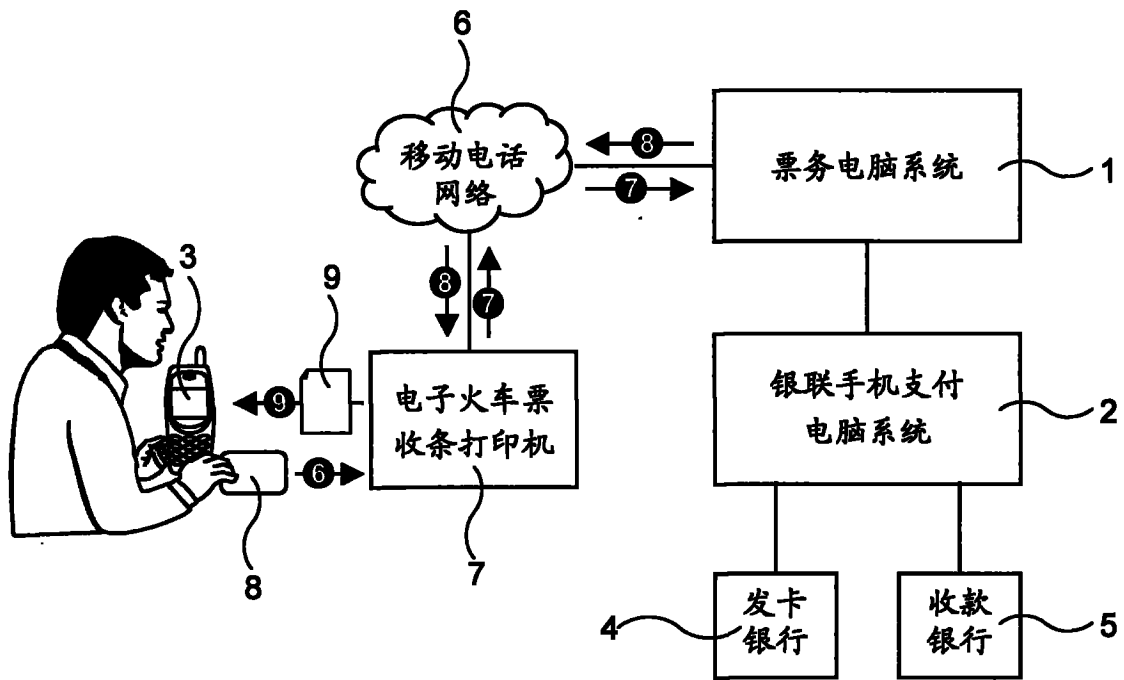 6
移动电话
网络
8
7
票务电脑系统
1
3
9
8
7
电子火车票
收条打印机
9
6
8
7
银联手机支付
电脑系统
2
发卡
银行
4
收款
银行
5